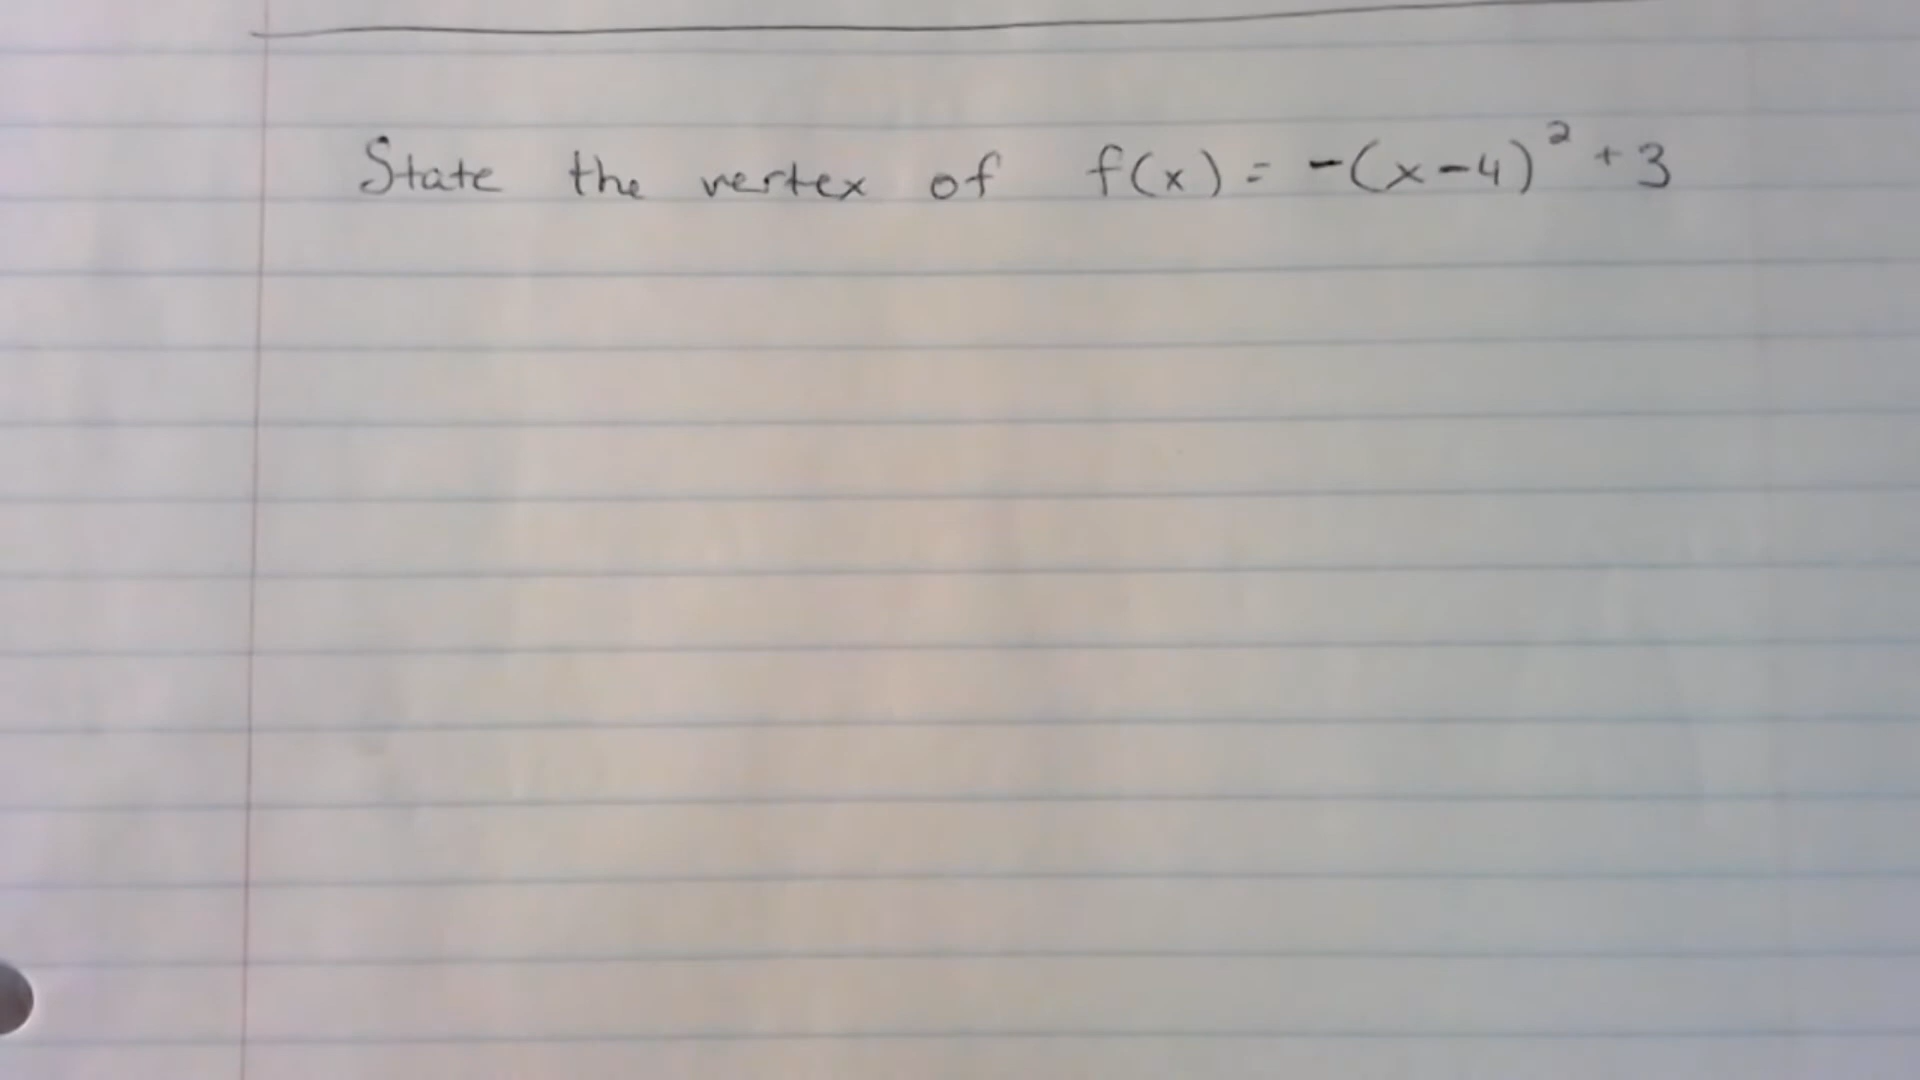 State the vertex of f(x) = -(x-4)² + 3